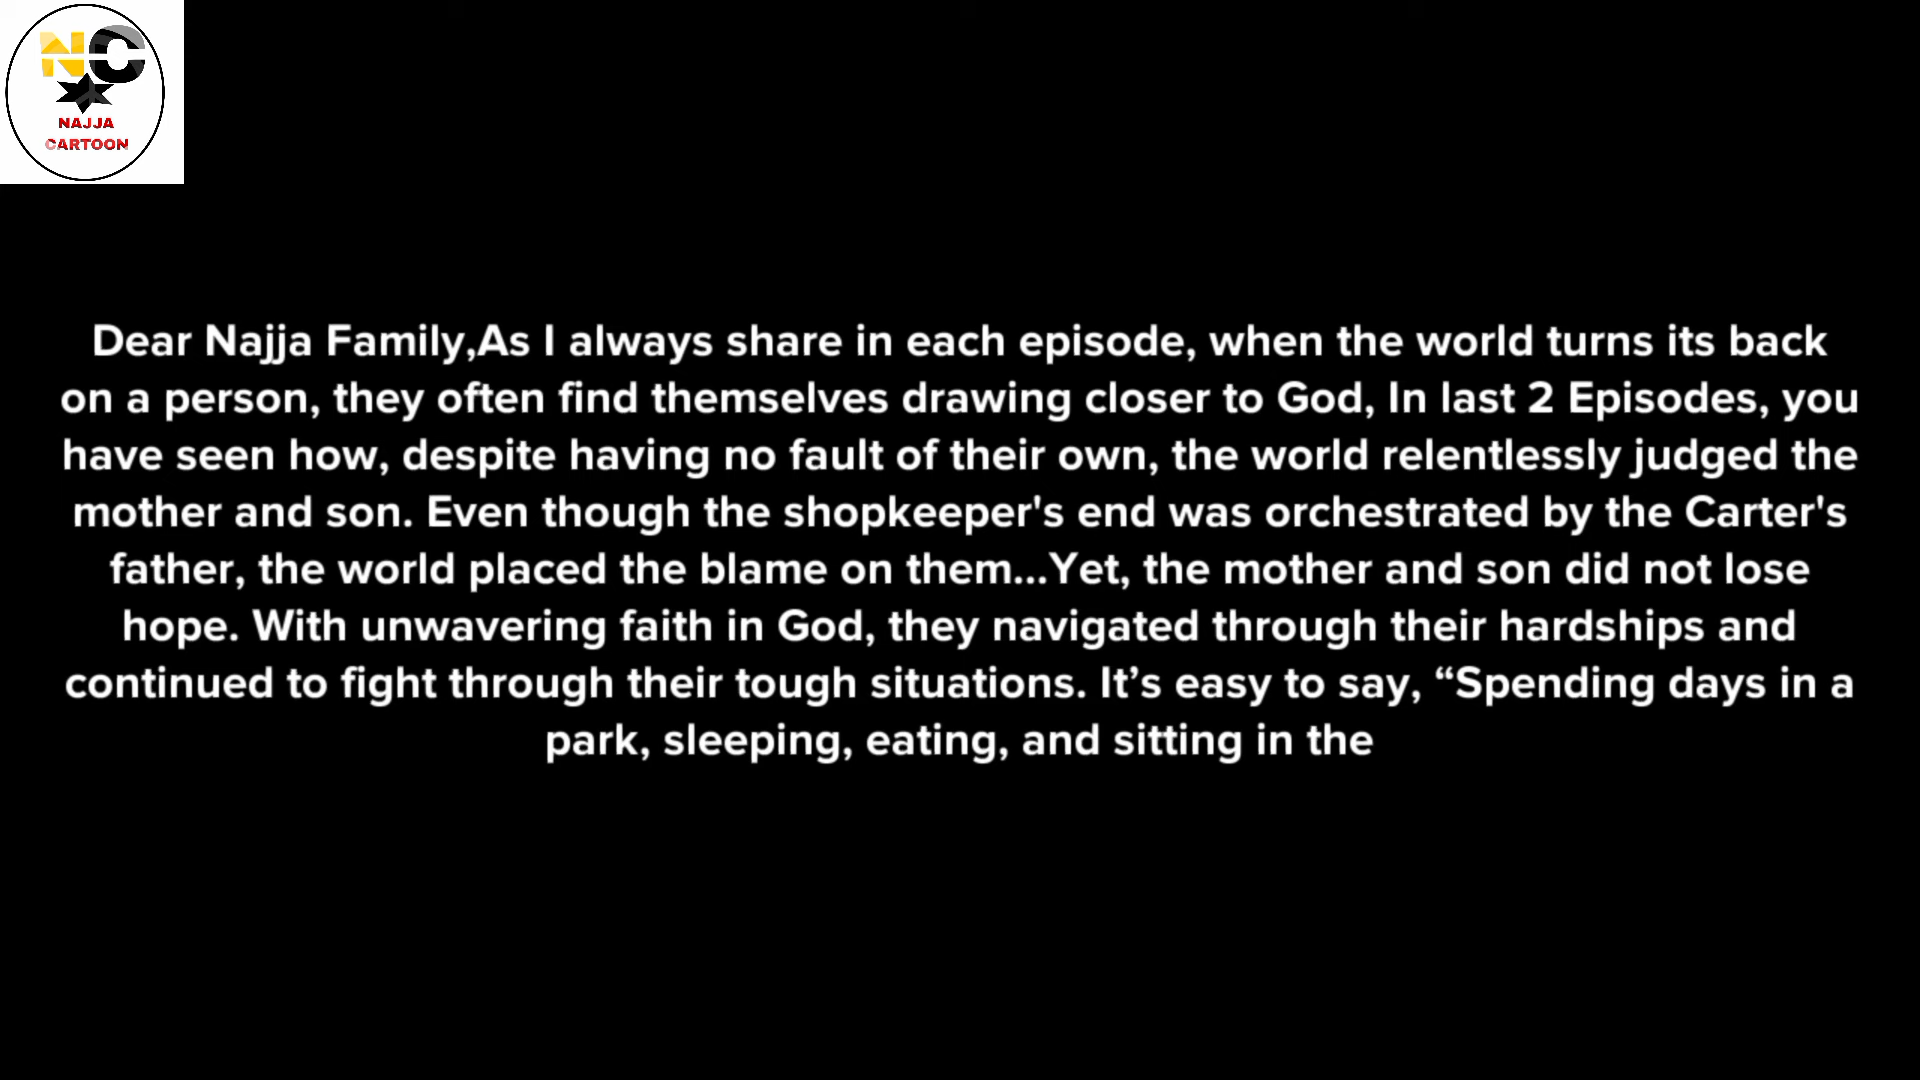 NC
NAJJA
CARTOON
Dear Najja Family,As I always share in each episode, when the world turns its back
on a person, they often find themselves drawing closer to God, In last 2 Episodes, you
have seen how, despite having no fault of their own, the world relentlessly judged the
mother and son. Even though the shopkeeper's end was orchestrated by the Carter's
father, the world placed the blame on them...Yet, the mother and son did not lose
hope. With unwavering faith in God, they navigated through their hardships and
continued to fight through their tough situations. It’s easy to say, “Spending days in a
park, sleeping, eating, and sitting in the